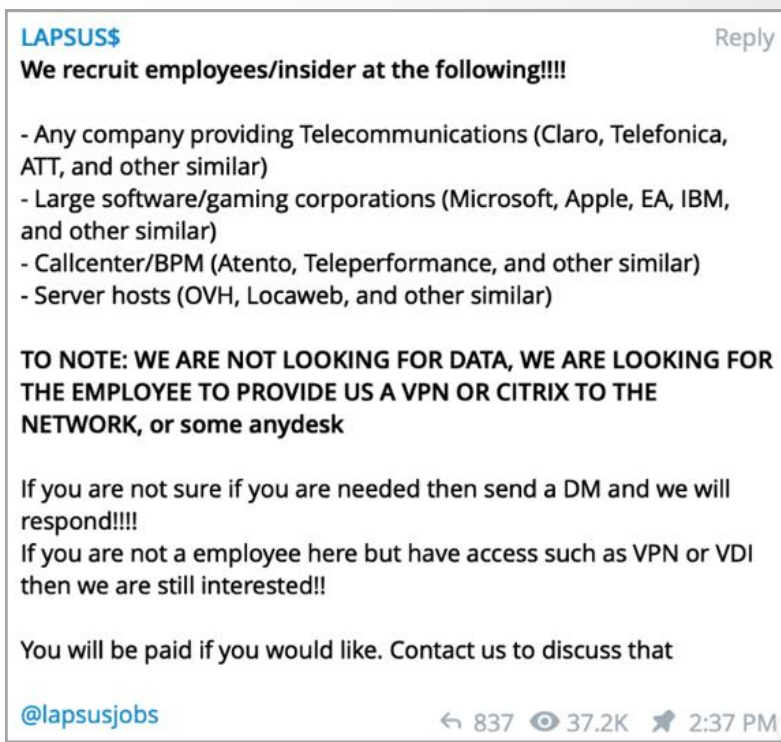 LAPSUS$ Reply
We recruit employees/insider at the following!!!!
- Any company providing Telecommunications (Claro, Telefonica,
ATT, and other similar)
- Large software/gaming corporations (Microsoft, Apple, EA, IBM,
and other similar)
- Callcenter/BPM (Atento, Teleperformance, and other similar)
- Server hosts (OVH, Locaweb, and other similar)
TO NOTE: WE ARE NOT LOOKING FOR DATA, WE ARE LOOKING FOR
THE EMPLOYEE TO PROVIDE US A VPN OR CITRIX TO THE
NETWORK, or some anydesk
If you are not sure if you are needed then send a DM and we will
respond!!!!
If you are not a employee here but have access such as VPN or VDI
then we are still interested!!
You will be paid if you would like. Contact us to discuss that
@lapsusjobs 837 37.2K 2:37 PM